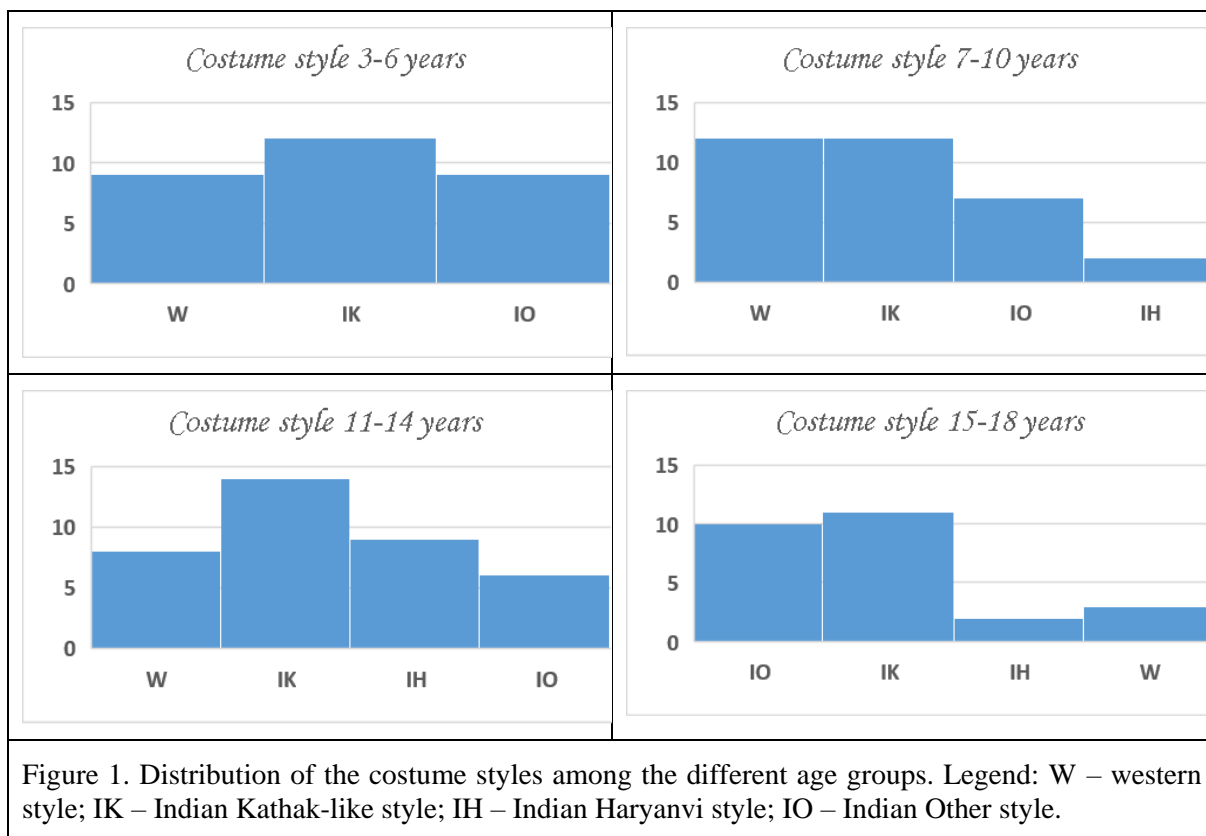 Costume style 3-6 years
15
10
5
0
W IK IO
Costume style 7-10 years
15
10
5
0
W IK IO IH
Costume style 11-14 years
15
10
5
0
W IK IH IO
Costume style 15-18 years
15
10
5
0
IO IK IH W
Figure 1. Distribution of the costume styles among the different age groups. Legend: W – western
style; IK – Indian Kathak-like style; IH – Indian Haryanvi style; IO – Indian Other style.